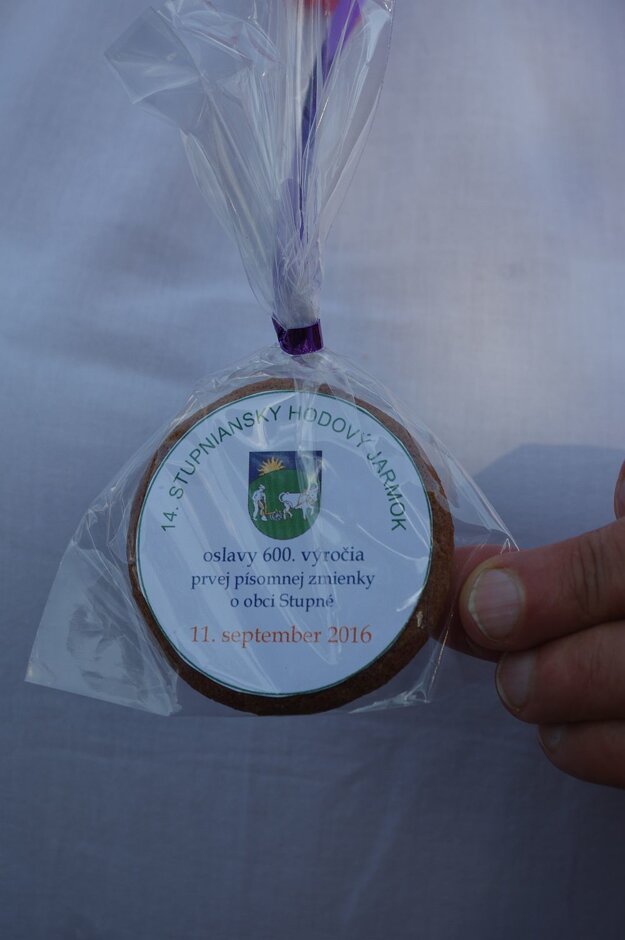 14. STUPNIANSKY HODOVÝ JARMOK
oslavy 600. výročia
prvej písomnej zmienky
o obci Stupné
11. september 2016